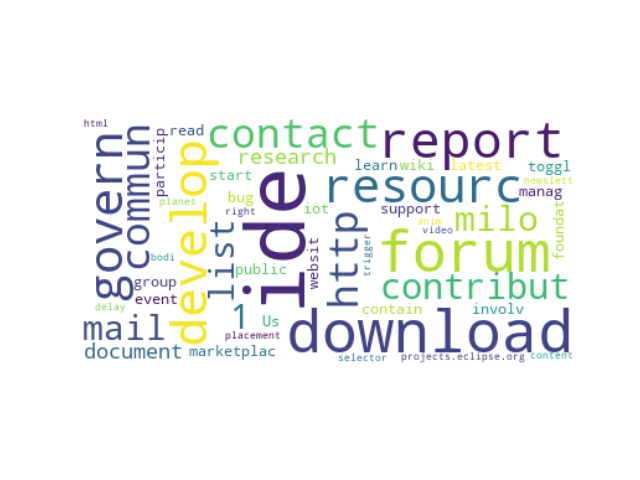 html
govern
commun
particip
read
develop
contact
report
research
start
learn
wiki
latest
toggl
newslett
ide
resourc
manag
planet
right
bug
iot
support
milo
anim
video
forum
foundat
list
http
websit
trigger
public
bodi
group
event
contribut
contain
involv
delay
1
Us
mail
download
placement
document
marketplac
selector
projects.eclipse.org
content